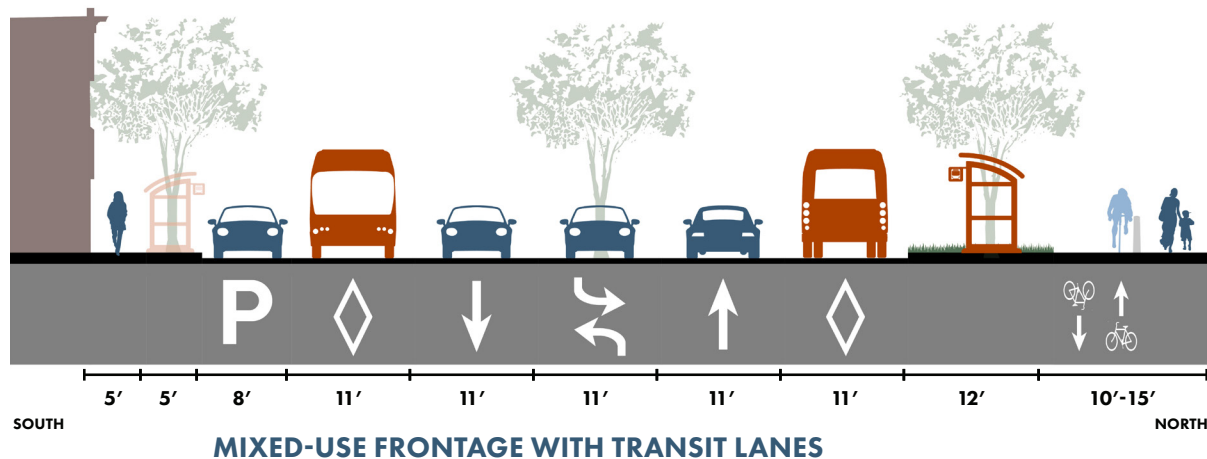 P
5’ 5’ 8’ 11’ 11’ 11’ 11’ 11’ 12’ 10’-15’
SOUTH NORTH
MIXED-USE FRONTAGE WITH TRANSIT LANES